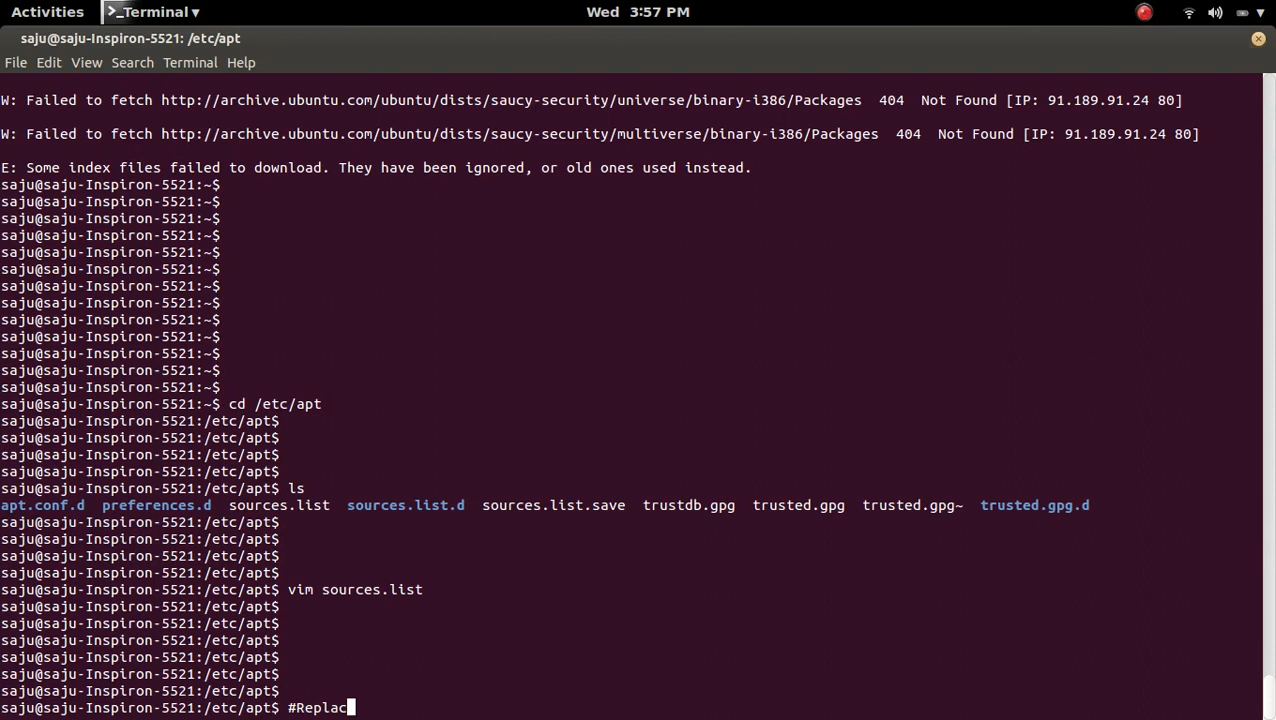 Activities >_ Terminal ▾ Wed 3:57 PM
saju@saju-Inspiron-5521: /etc/apt
File Edit View Search Terminal Help
W: Failed to fetch http://archive.ubuntu.com/ubuntu/dists/saucy-security/universe/binary-i386/Packages  404  Not Found [IP: 91.189.91.24 80]
W: Failed to fetch http://archive.ubuntu.com/ubuntu/dists/saucy-security/multiverse/binary-i386/Packages  404  Not Found [IP: 91.189.91.24 80]
E: Some index files failed to download. They have been ignored, or old ones used instead.
saju@saju-Inspiron-5521:~$
saju@saju-Inspiron-5521:~$
saju@saju-Inspiron-5521:~$
saju@saju-Inspiron-5521:~$
saju@saju-Inspiron-5521:~$
saju@saju-Inspiron-5521:~$
saju@saju-Inspiron-5521:~$
saju@saju-Inspiron-5521:~$
saju@saju-Inspiron-5521:~$
saju@saju-Inspiron-5521:~$
saju@saju-Inspiron-5521:~$
saju@saju-Inspiron-5521:~$
saju@saju-Inspiron-5521:~$
saju@saju-Inspiron-5521:~$ cd /etc/apt
saju@saju-Inspiron-5521:/etc/apt$
saju@saju-Inspiron-5521:/etc/apt$
saju@saju-Inspiron-5521:/etc/apt$
saju@saju-Inspiron-5521:/etc/apt$
saju@saju-Inspiron-5521:/etc/apt$ ls
apt.conf.d  preferences.d  sources.list  sources.list.d  sources.list.save  trustdb.gpg  trusted.gpg  trusted.gpg~  trusted.gpg.d
saju@saju-Inspiron-5521:/etc/apt$
saju@saju-Inspiron-5521:/etc/apt$
saju@saju-Inspiron-5521:/etc/apt$
saju@saju-Inspiron-5521:/etc/apt$
saju@saju-Inspiron-5521:/etc/apt$ vim sources.list
saju@saju-Inspiron-5521:/etc/apt$
saju@saju-Inspiron-5521:/etc/apt$
saju@saju-Inspiron-5521:/etc/apt$
saju@saju-Inspiron-5521:/etc/apt$
saju@saju-Inspiron-5521:/etc/apt$
saju@saju-Inspiron-5521:/etc/apt$
saju@saju-Inspiron-5521:/etc/apt$ #Replac